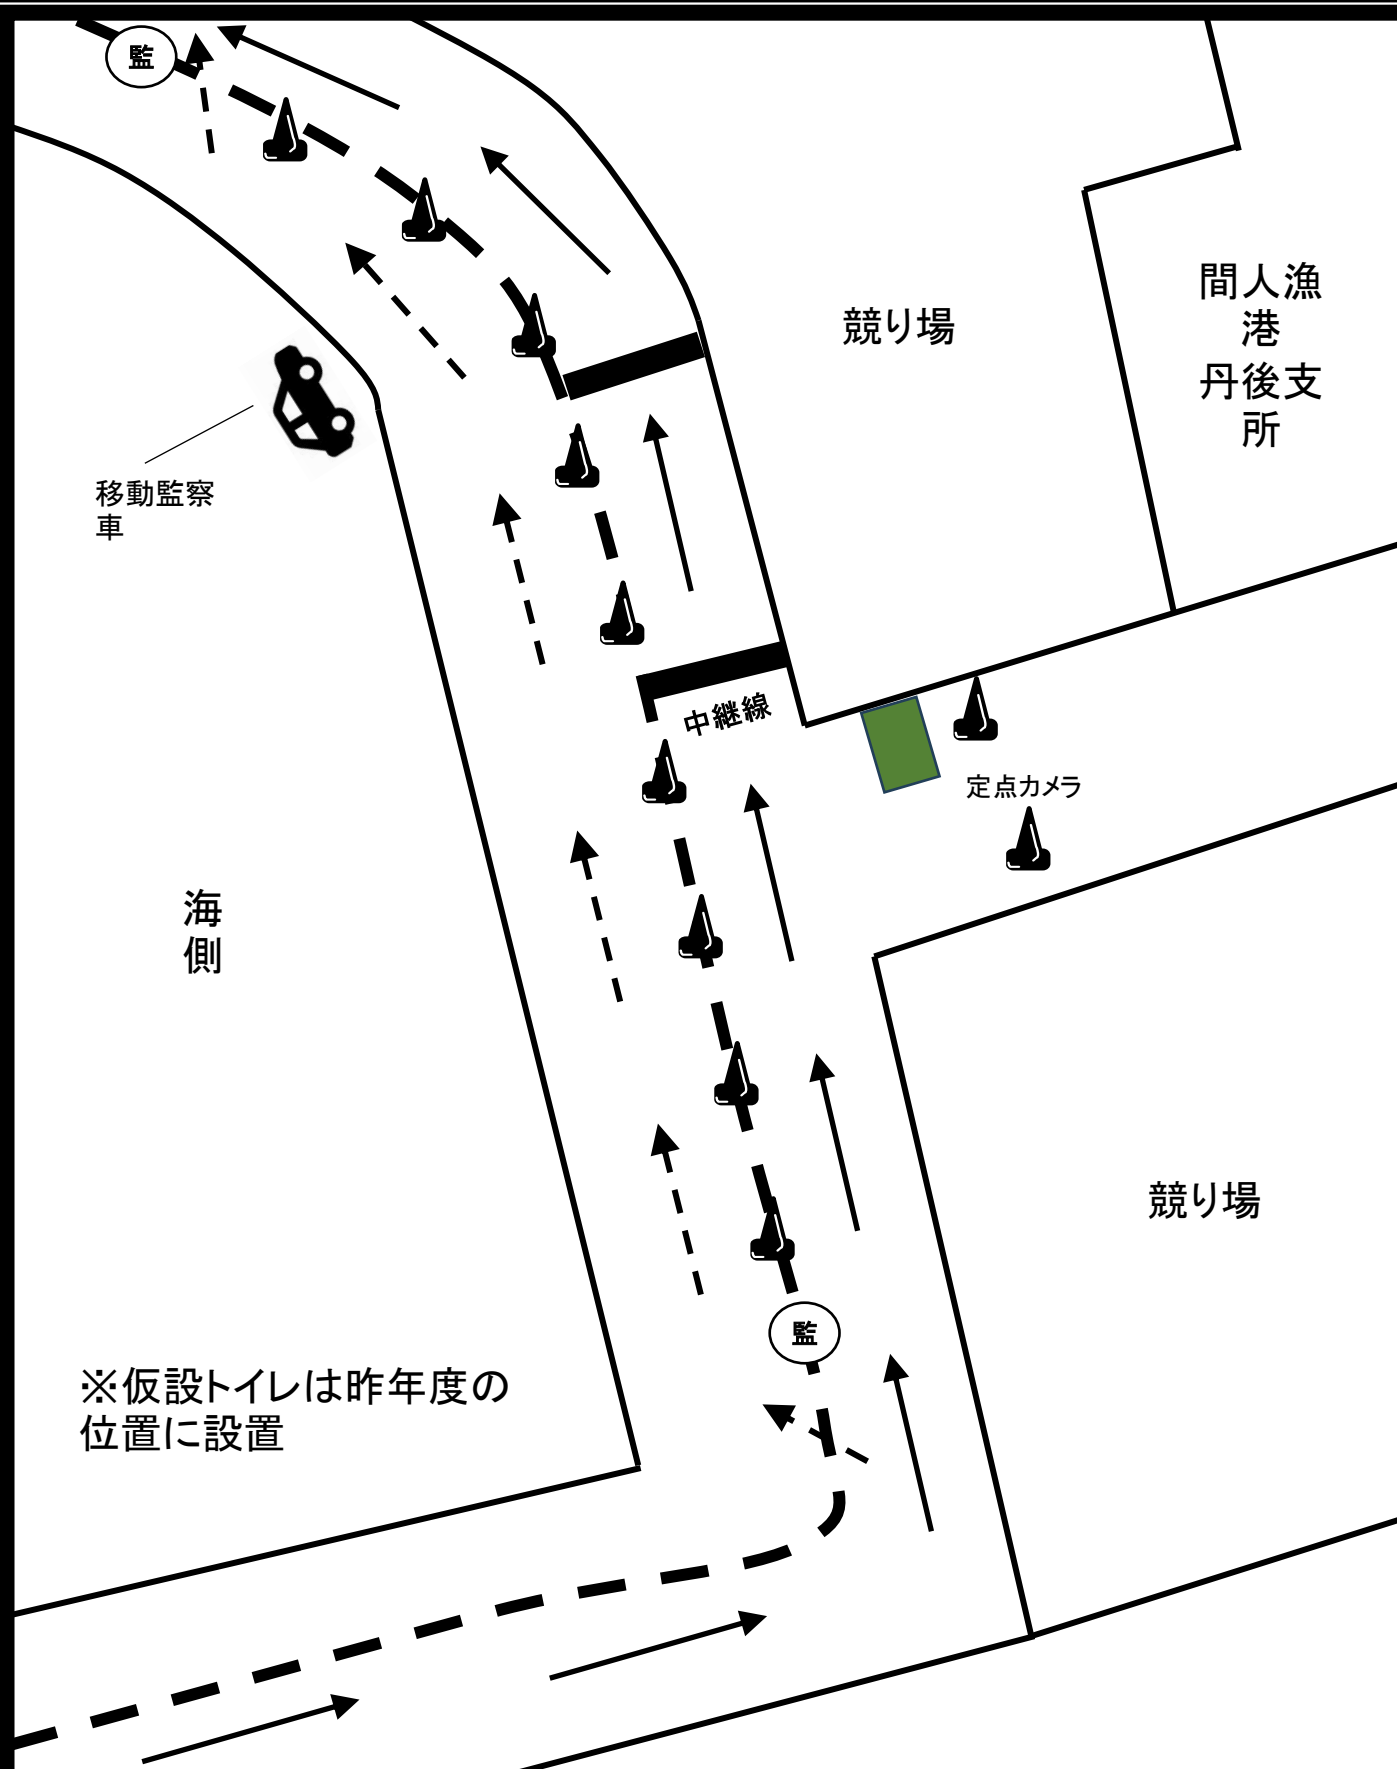 監
間人漁
港
丹後支
所
競り場
移動監察
車
中継線
定点カメラ
海
側
競り場
監
※仮設トイレは昨年度の
位置に設置